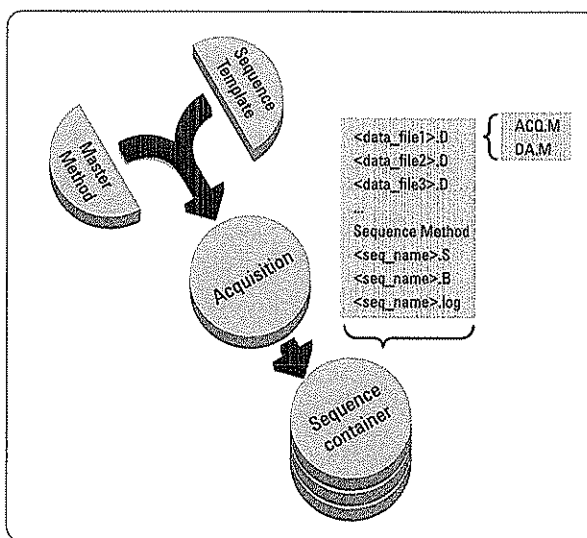 Master
Method
Sequence
Template
Acquisition
Sequence
container
<data_file1>.D
<data_file2>.D
<data_file3>.D
...
Sequence Method
<seq_name>.S
<seq_name>.B
<seq_name>.log
ACQ.M
DA.M